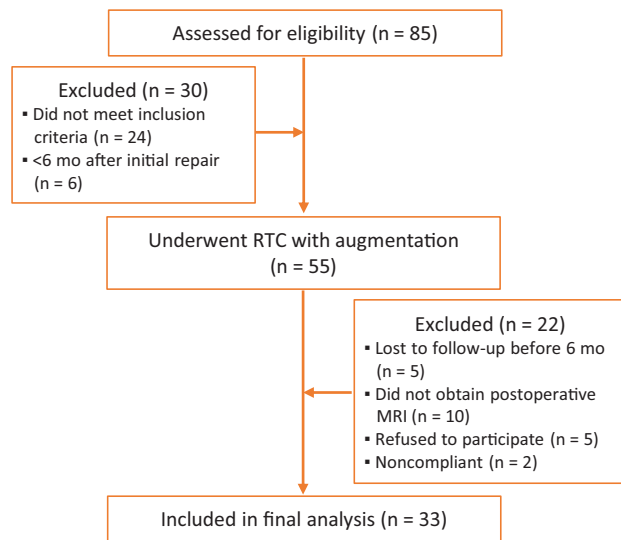 Assessed for eligibility (n = 85)
Excluded (n = 30)
▪ Did not meet inclusion
criteria (n = 24)
▪ <6 mo after initial repair
(n = 6)
Underwent RTC with augmentation
(n = 55)
Excluded (n = 22)
▪ Lost to follow-up before 6 mo
(n = 5)
▪ Did not obtain postoperative
MRI (n = 10)
▪ Refused to participate (n = 5)
▪ Noncompliant (n = 2)
Included in final analysis (n = 33)